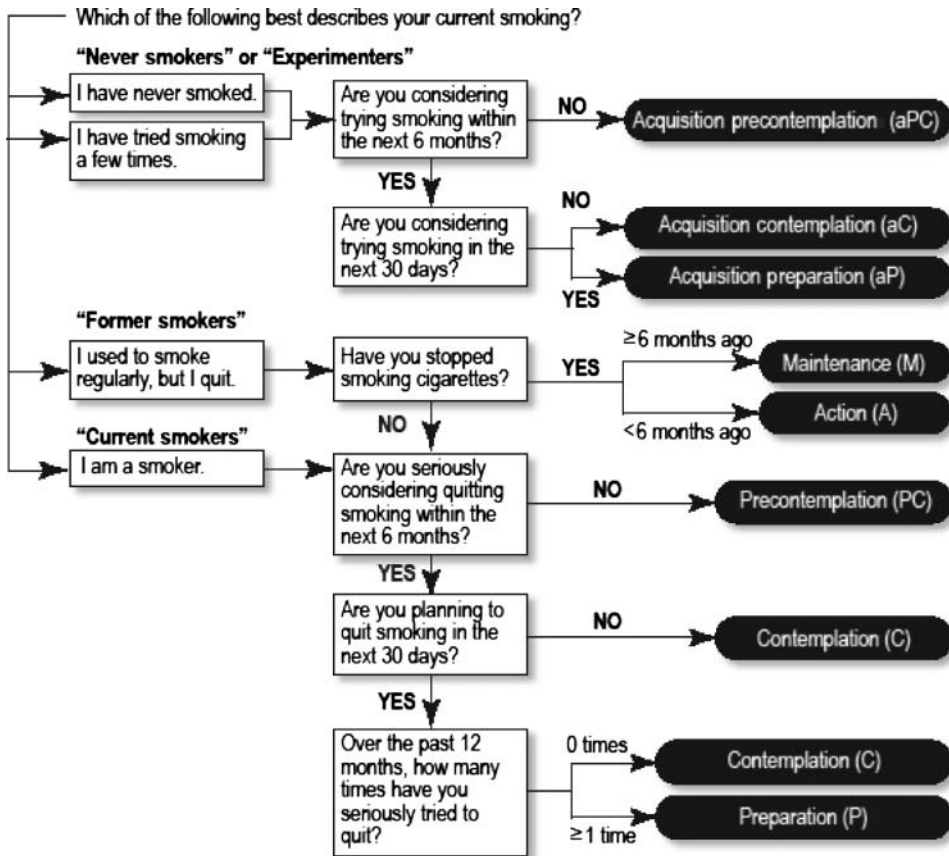 Which of the following best describes your current smoking?
“Never smokers” or “Experimenters”
I have never smoked.
I have tried smoking
a few times.
Are you considering
trying smoking within
the next 6 months?
NO
Acquisition precontemplation (aPC)
YES
Are you considering
trying smoking in the
next 30 days?
NO
Acquisition contemplation (aC)
YES
Acquisition preparation (aP)
“Former smokers”
I used to smoke
regularly, but I quit.
Have you stopped
smoking cigarettes?
YES
≥6 months ago
Maintenance (M)
<6 months ago
Action (A)
NO
“Current smokers”
I am a smoker.
Are you seriously
considering quitting
smoking within the
next 6 months?
NO
Precontemplation (PC)
YES
Are you planning to
quit smoking in the
next 30 days?
NO
Contemplation (C)
YES
Over the past 12
months, how many
times have you
seriously tried to
quit?
0 times
Contemplation (C)
≥1 time
Preparation (P)